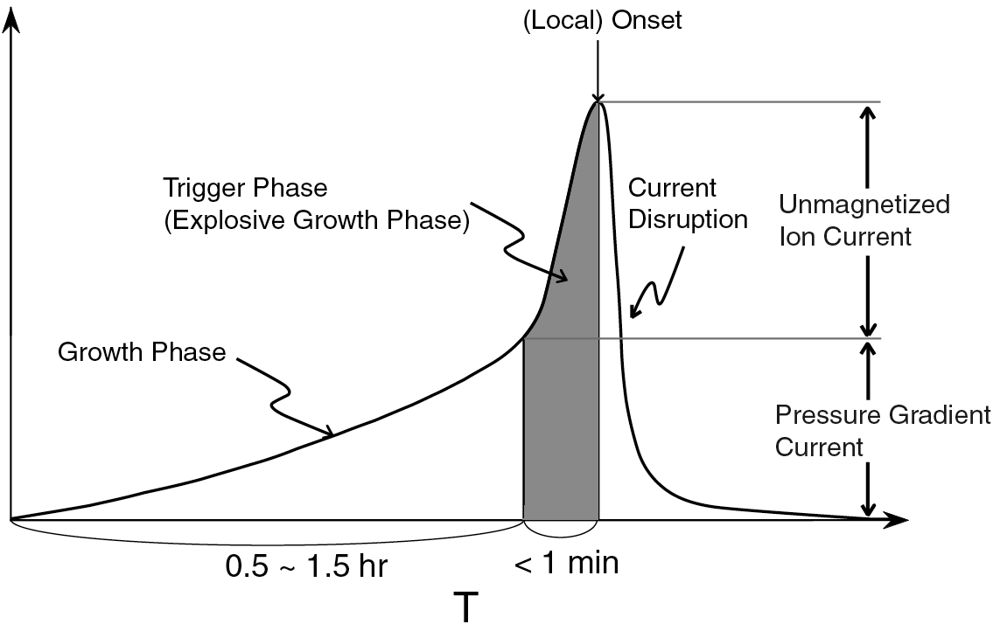 (Local) Onset
Trigger Phase
(Explosive Growth Phase)
Current
Disruption
Unmagnetized
Ion Current
Growth Phase
Pressure Gradient
Current
0.5 ~ 1.5 hr
< 1 min
T